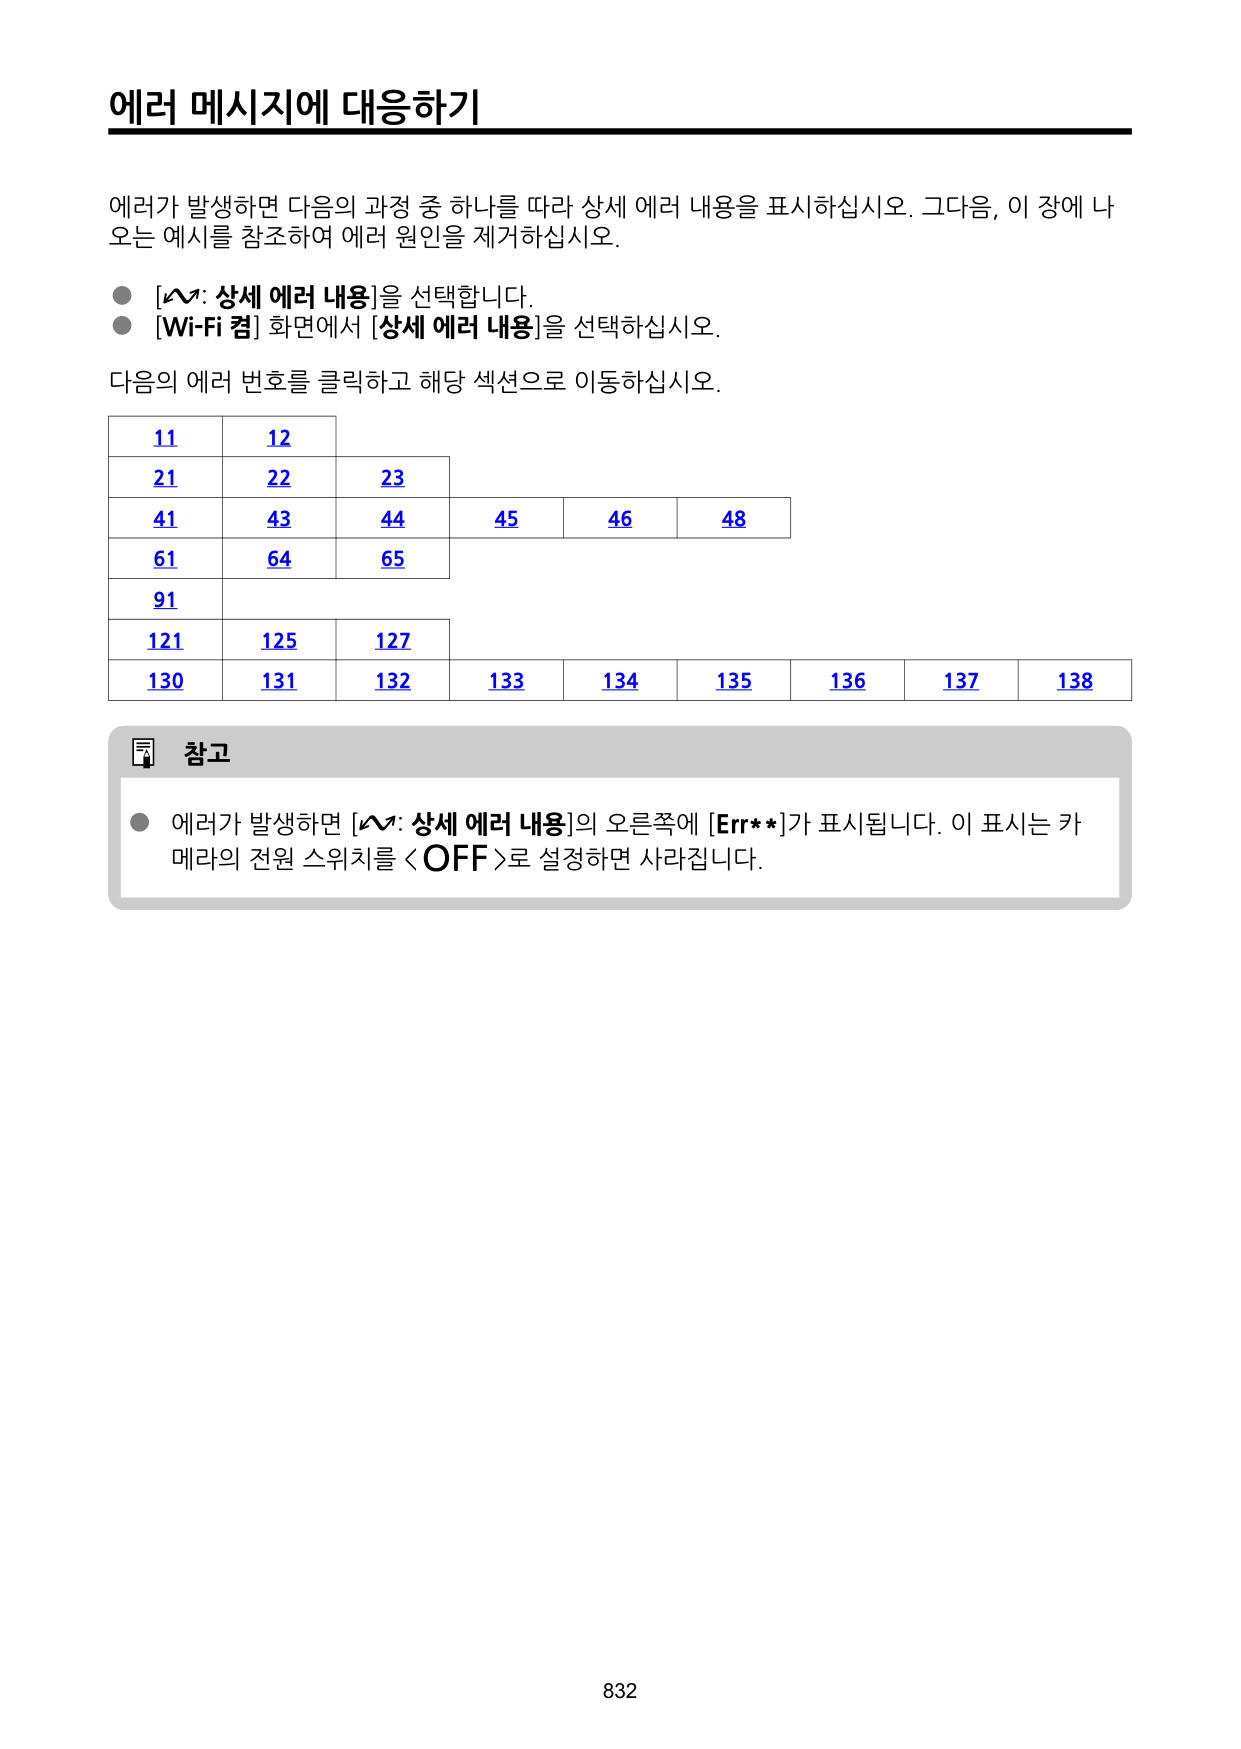 에러 메시지에 대응하기
에러가 발생하면 다음의 과정 중 하나를 따라 상세 에러 내용을 표시하십시오. 그다음, 이 장에 나
오는 예시를 참조하여 에러 원인을 제거하십시오.
● [: 상세 에러 내용]을 선택합니다.
● [Wi-Fi 켬] 화면에서 [상세 에러 내용]을 선택하십시오.
다음의 에러 번호를 클릭하고 해당 섹션으로 이동하십시오.
11 12
21 22 23
41 43 44 45 46 48
61 64 65
91
121 125 127
130 131 132 133 134 135 136 137 138
참고
● 에러가 발생하면 [: 상세 에러 내용]의 오른쪽에 [Err**]가 표시됩니다. 이 표시는 카
메라의 전원 스위치를 <OFF>로 설정하면 사라집니다.
832